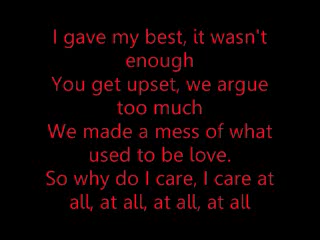 I gave my best, it wasn't
enough
You get upset, we argue
too much
We made a mess of what
used to be love.
So why do I care, I care at
all, at all, at all, at all